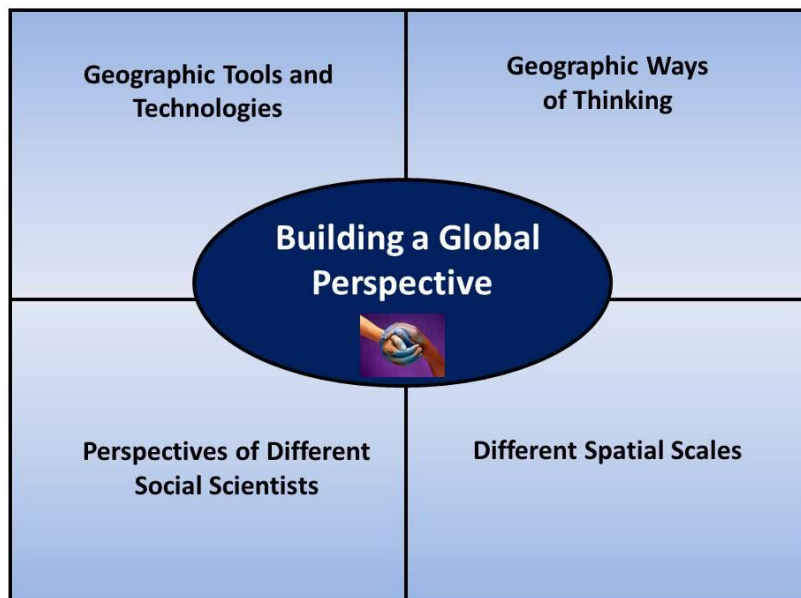 Geographic Tools and
Technologies
Geographic Ways
of Thinking
Building a Global
Perspective
Perspectives of Different
Social Scientists
Different Spatial Scales